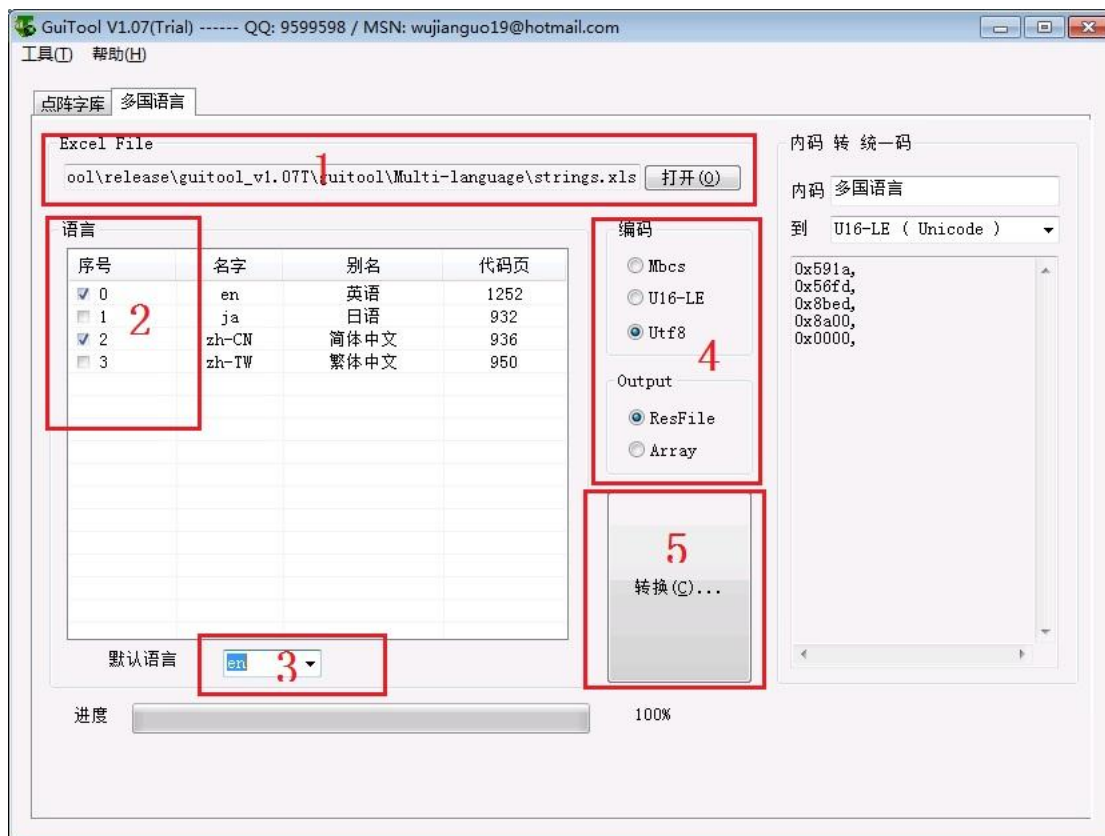 GuiTool V1.07(Trial) ------ QQ: 9599598 / MSN: wujianguo19@hotmail.com
工具(T) 帮助(H)
点阵字库 多国语言
Excel File
ool\release\guitool_v1.07T\guitool\Multi-language\strings.xls 打开(O)
1
语言
序号 名字 别名 代码页
0 en 英语 1252
1 ja 日语 932
2 zh-CN 简体中文 936
3 zh-TW 繁体中文 950
2
默认语言 en
3
编码
Mbcs
U16-LE
Utf8
4
Output
ResFile
Array
5
转换(C)...
进度 100%
内码 转 统一码
内码 多国语言
到 U16-LE ( Unicode )
0x591a,
0x56fd,
0x8bed,
0x8a00,
0x0000,